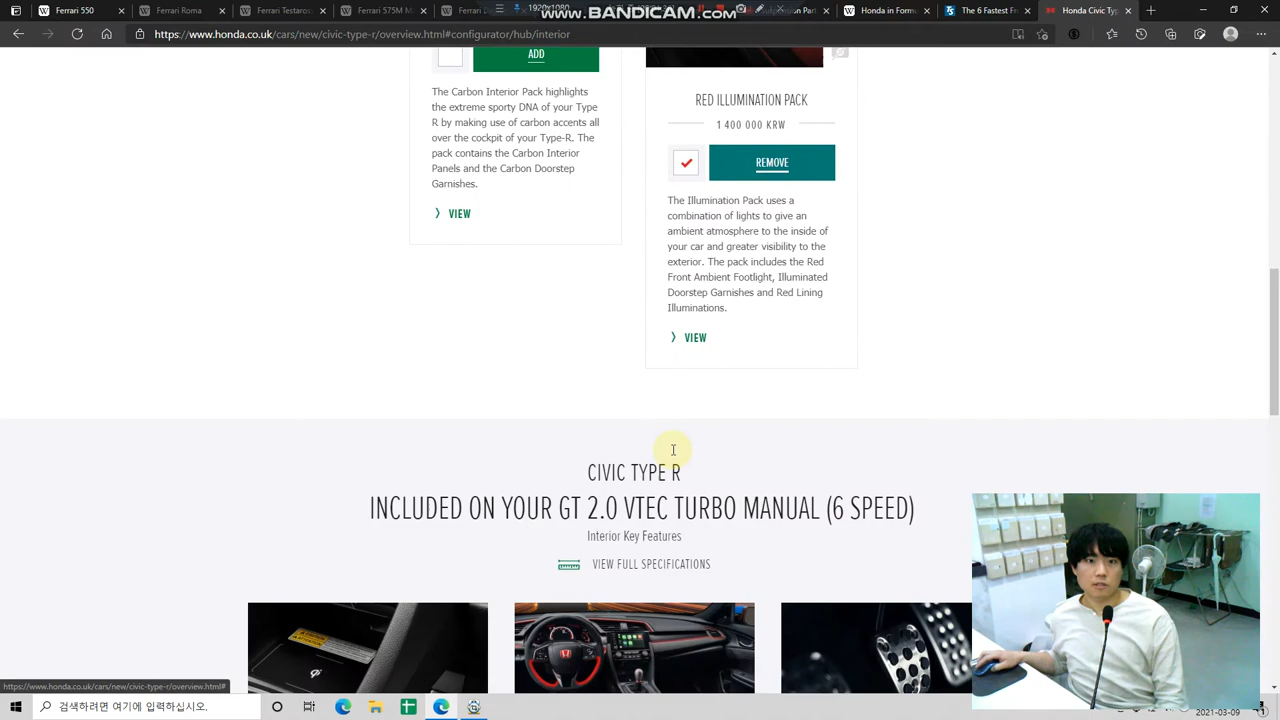 Ferrari 550
Ferrari Roma
Ferrari Testaros
Ferrari 575M M
1920x1080
WWW.BANDICAM.COM
Honda in Form
The 6 Fastest F
https://www.honda.co.uk/cars/new/civic-type-r/overview.html#configurator/hub/interior
ADD
The Carbon Interior Pack highlights
the extreme sporty DNA of your Type
R by making use of carbon accents all
over the cockpit of your Type-R. The
pack contains the Carbon Interior
Panels and the Carbon Doorstep
Garnishes.
VIEW
RED ILLUMINATION PACK
1 400 000 KRW
REMOVE
The Illumination Pack uses a
combination of lights to give an
ambient atmosphere to the inside of
your car and greater visibility to the
exterior. The pack includes the Red
Front Ambient Footlight, Illuminated
Doorstep Garnishes and Red Lining
Illuminations.
VIEW
CIVIC TYPE R
INCLUDED ON YOUR GT 2.0 VTEC TURBO MANUAL (6 SPEED)
Interior Key Features
VIEW FULL SPECIFICATIONS
https://www.honda.co.uk/cars/new/civic-type-r/overview.html#
검색하려면 여기에 입력하십시오.
2021-03-09